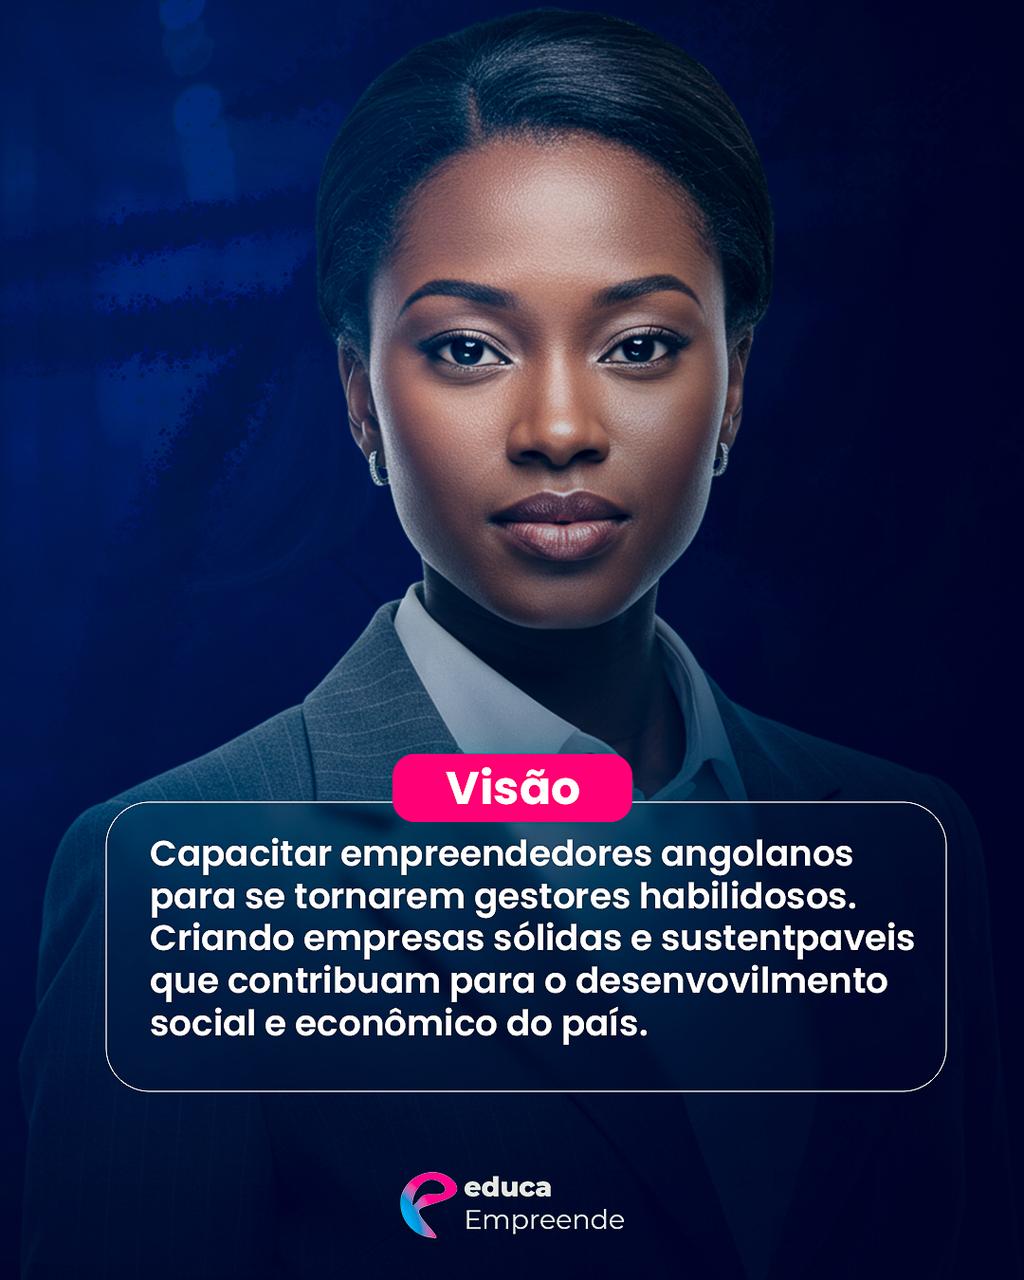 Visão
Capacitar empreendedores angolanos
para se tornarem gestores habilidosos.
Criando empresas sólidas e sustentpaveis
que contribuam para o desenvovilmento
social e econômico do país.
educa
Empreende